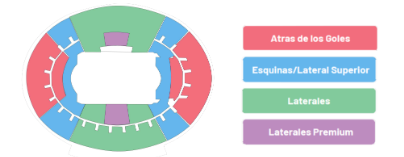 Atras de los Goles
Esquinas/Lateral Superior
Laterales
Laterales Premium